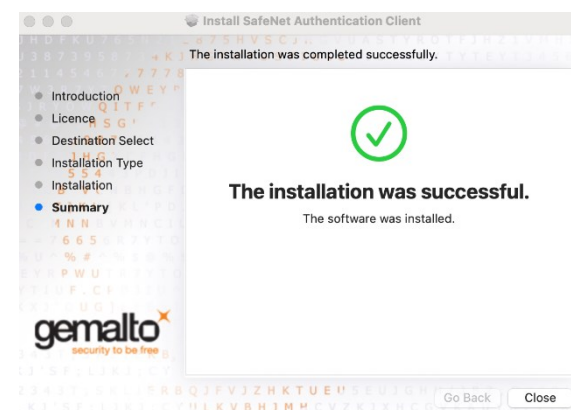 Install SafeNet Authentication Client
The installation was completed successfully.
Introduction
Licence
Destination Select
Installation Type
Installation
Summary
The installation was successful.
The software was installed.
gemalto
security to be free
Go Back
Close